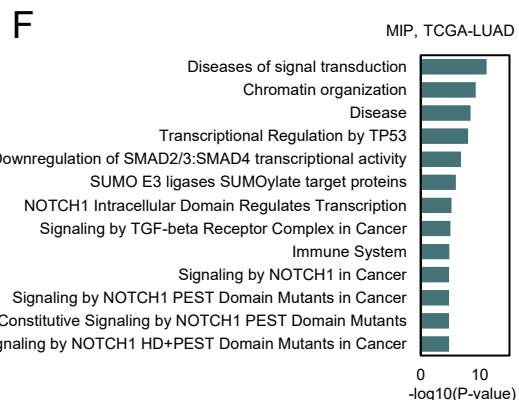 F
MIP, TCGA-LUAD
Diseases of signal transduction
Chromatin organization
Disease
Transcriptional Regulation by TP53
Downregulation of SMAD2/3:SMAD4 transcriptional activity
SUMO E3 ligases SUMOylate target proteins
NOTCH1 Intracellular Domain Regulates Transcription
Signaling by TGF-beta Receptor Complex in Cancer
Immune System
Signaling by NOTCH1 in Cancer
Signaling by NOTCH1 PEST Domain Mutants in Cancer
Constitutive Signaling by NOTCH1 PEST Domain Mutants
gnaling by NOTCH1 HD+PEST Domain Mutants in Cancer
0 10
-log10(P-value)